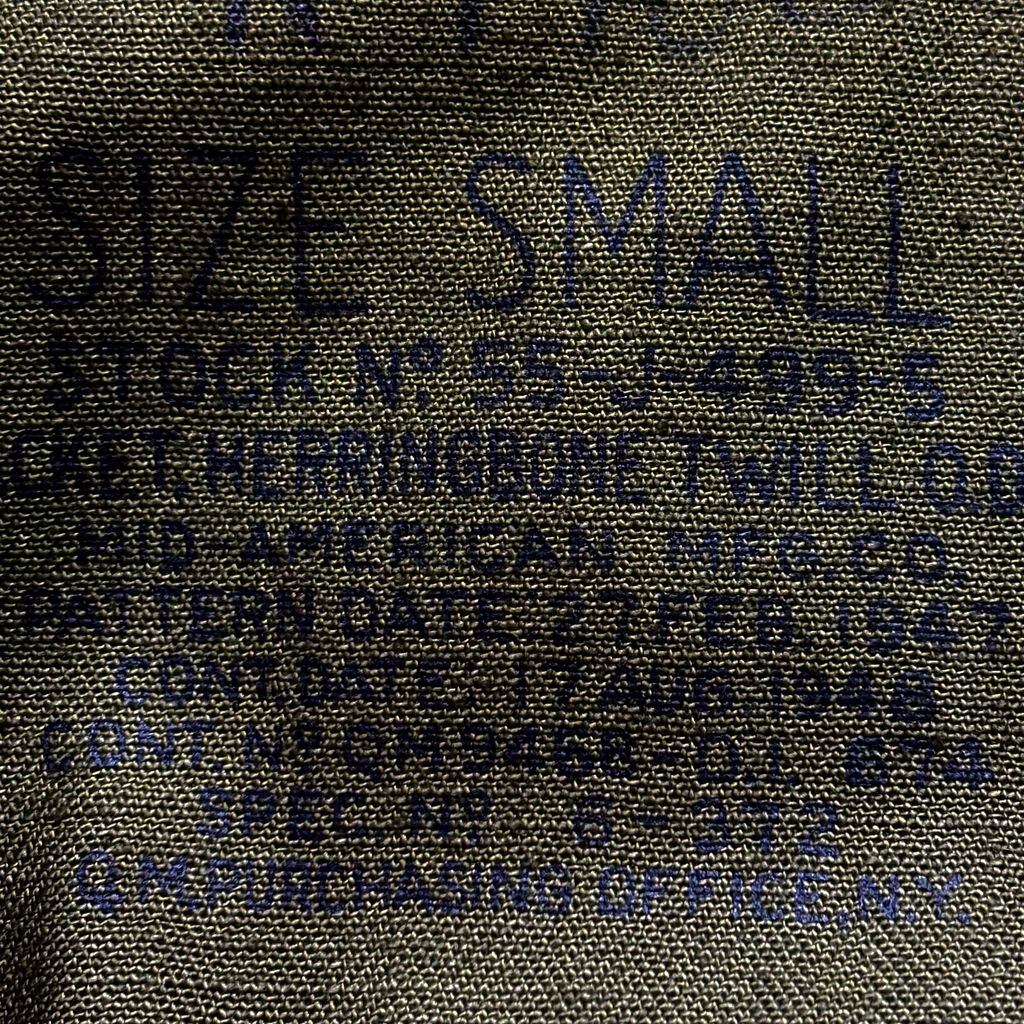 SIZE SMALL
STOCK Nº. 55-J-499-5
HERRINGBONE TWILL O.D
MID-AMERICAN MFG. CO.
PATTERN DATE: 27 FEB. 1947
CONT. DATE: 17 AUG. 1948
CONT. Nº QM 9468-O.I. 674
SPEC. Nº. 6-372
Q.M. PURCHASING OFFICE, N.Y.